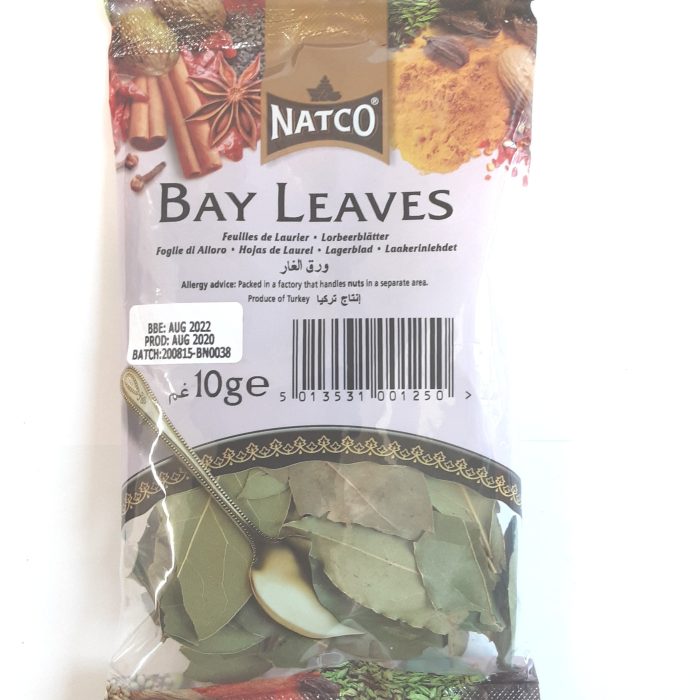 NATCO®
BAY LEAVES
Feuilles de Laurier • Lorbeerblätter
Foglie di Alloro • Hojas de Laurel • Lagerblad • Laakerinlehdet
ورق الغار
Allergy advice: Packed in a factory that handles nuts in a separate area.
Produce of Turkey إنتاج تركيا
BBE: AUG 2022
PROD: AUG 2020
BATCH:200815-BN0038
غم 10g e
5 013531 001250 >